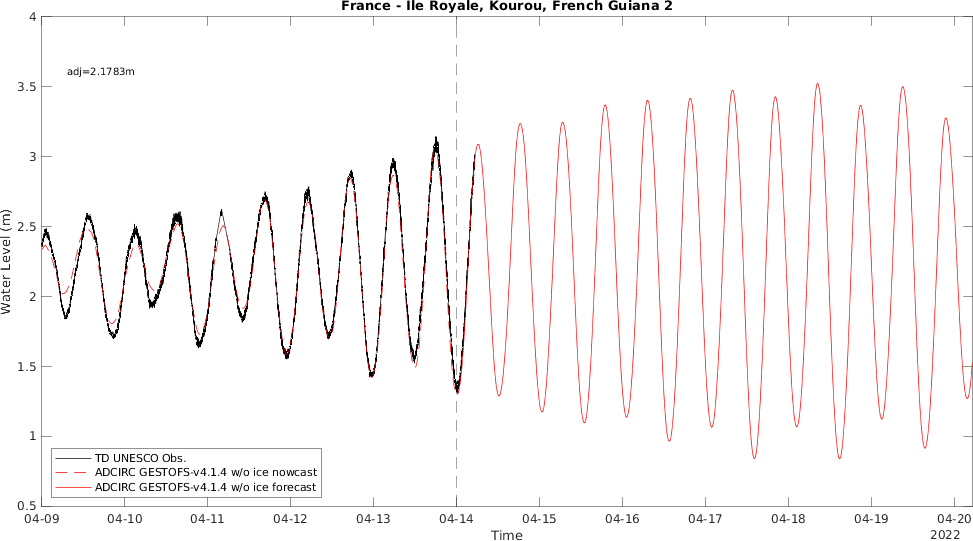 France - Ile Royale, Kourou, French Guiana 2
4
3.5
3
2.5
2
1.5
1
0.5
Water Level (m)
adj=2.1783m
TD UNESCO Obs.
ADCIRC GESTOFS-v4.1.4 w/o ice nowcast
ADCIRC GESTOFS-v4.1.4 w/o ice forecast
04-09 04-10 04-11 04-12 04-13 04-14 04-15 04-16 04-17 04-18 04-19 04-20
Time
2022